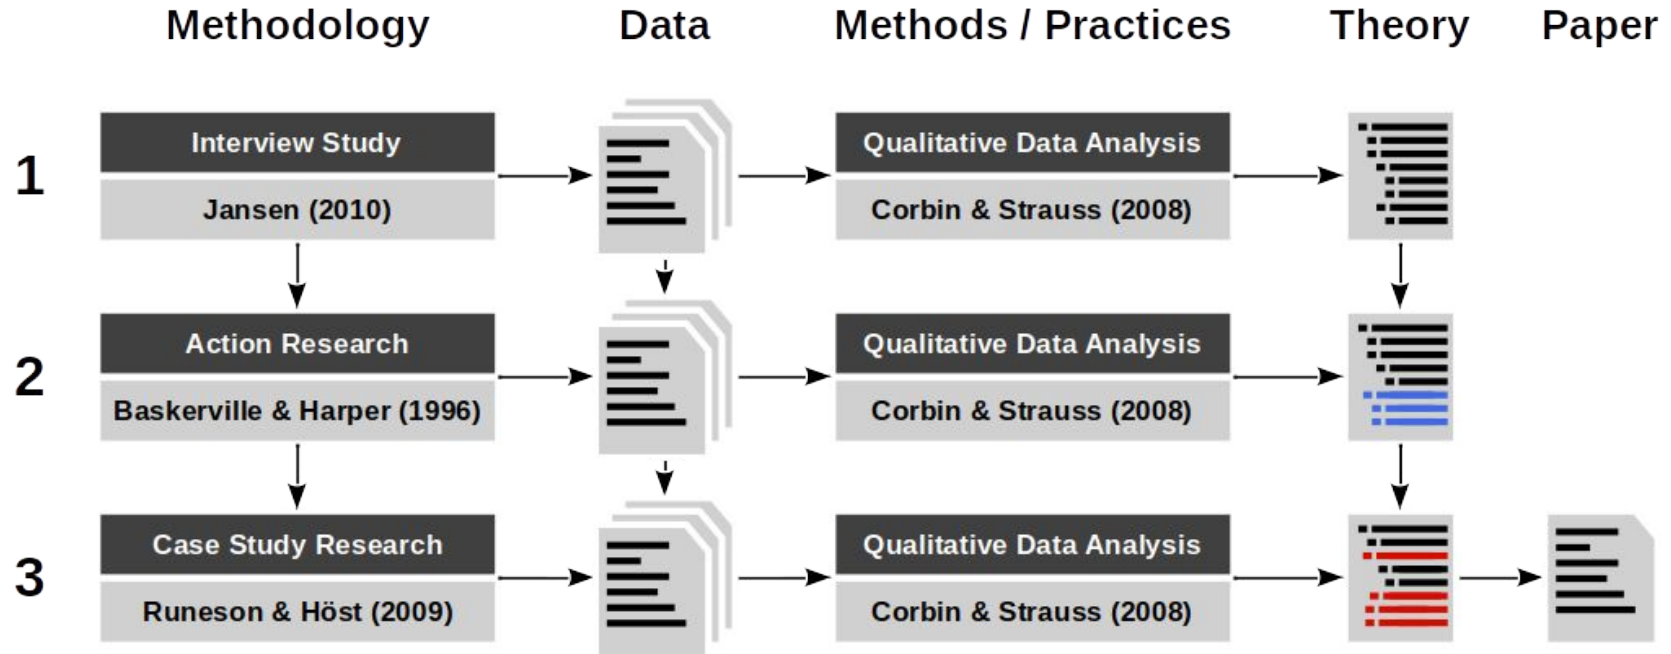 Methodology Data Methods / Practices Theory Paper
1
Interview Study
Jansen (2010)
Qualitative Data Analysis
Corbin & Strauss (2008)
2
Action Research
Baskerville & Harper (1996)
Qualitative Data Analysis
Corbin & Strauss (2008)
3
Case Study Research
Runeson & Höst (2009)
Qualitative Data Analysis
Corbin & Strauss (2008)